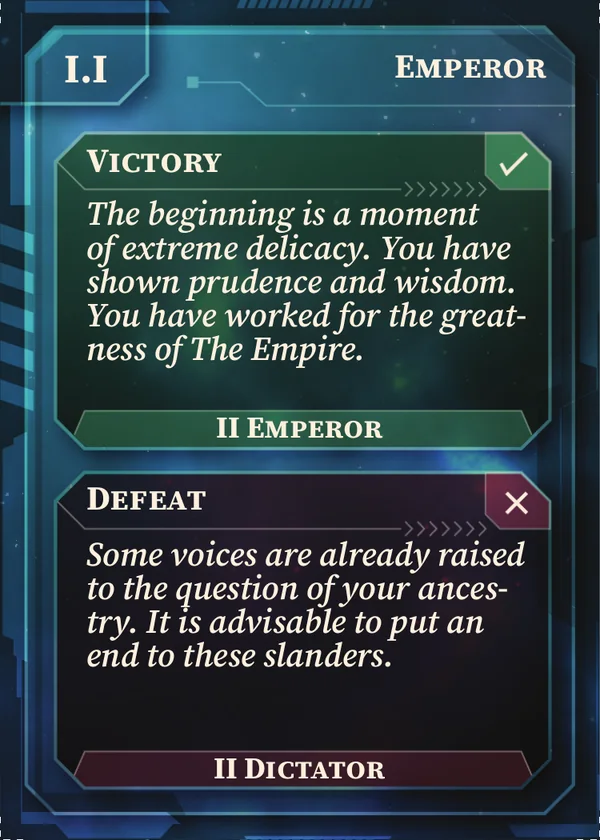 I.I
Emperor
Victory
The beginning is a moment
of extreme delicacy. You have
shown prudence and wisdom.
You have worked for the great-
ness of The Empire.
II Emperor
Defeat
Some voices are already raised
to the question of your ances-
try. It is advisable to put an
end to these slanders.
II Dictator